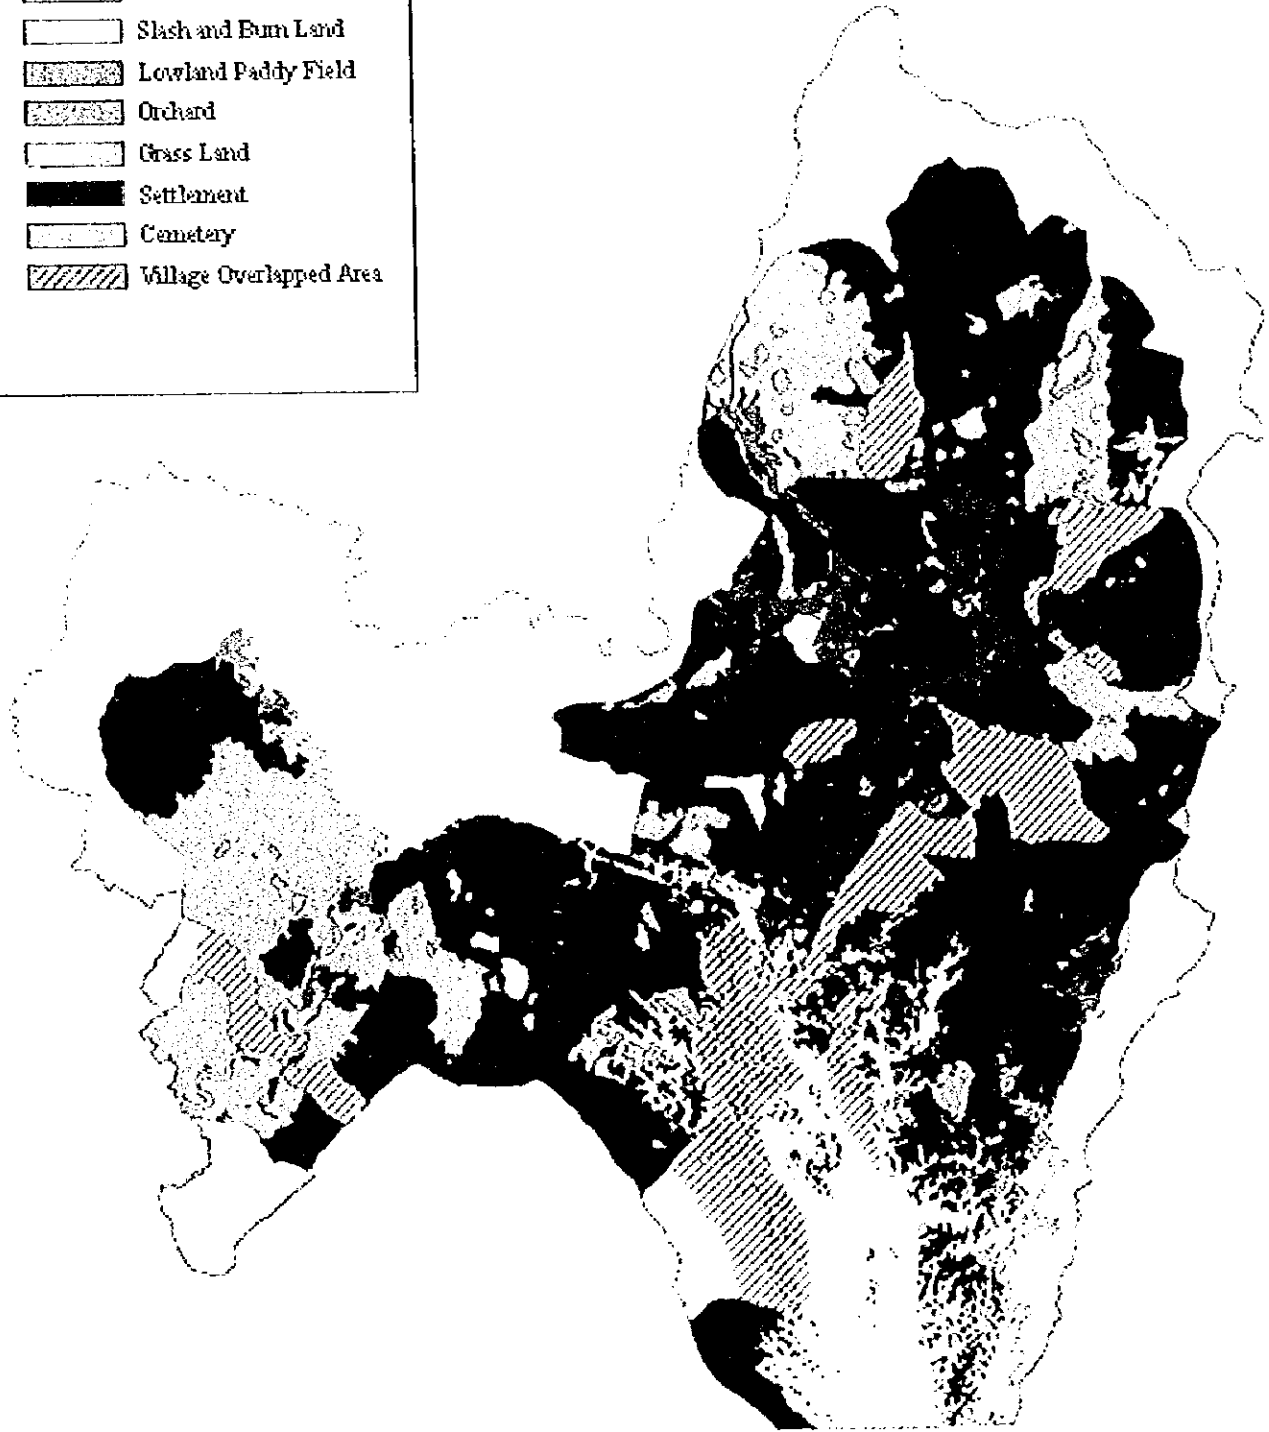 Slash and Burn Land
Lowland Paddy Field
Orchard
Grass Land
Settlement
Cemetery
Village Overlapped Area